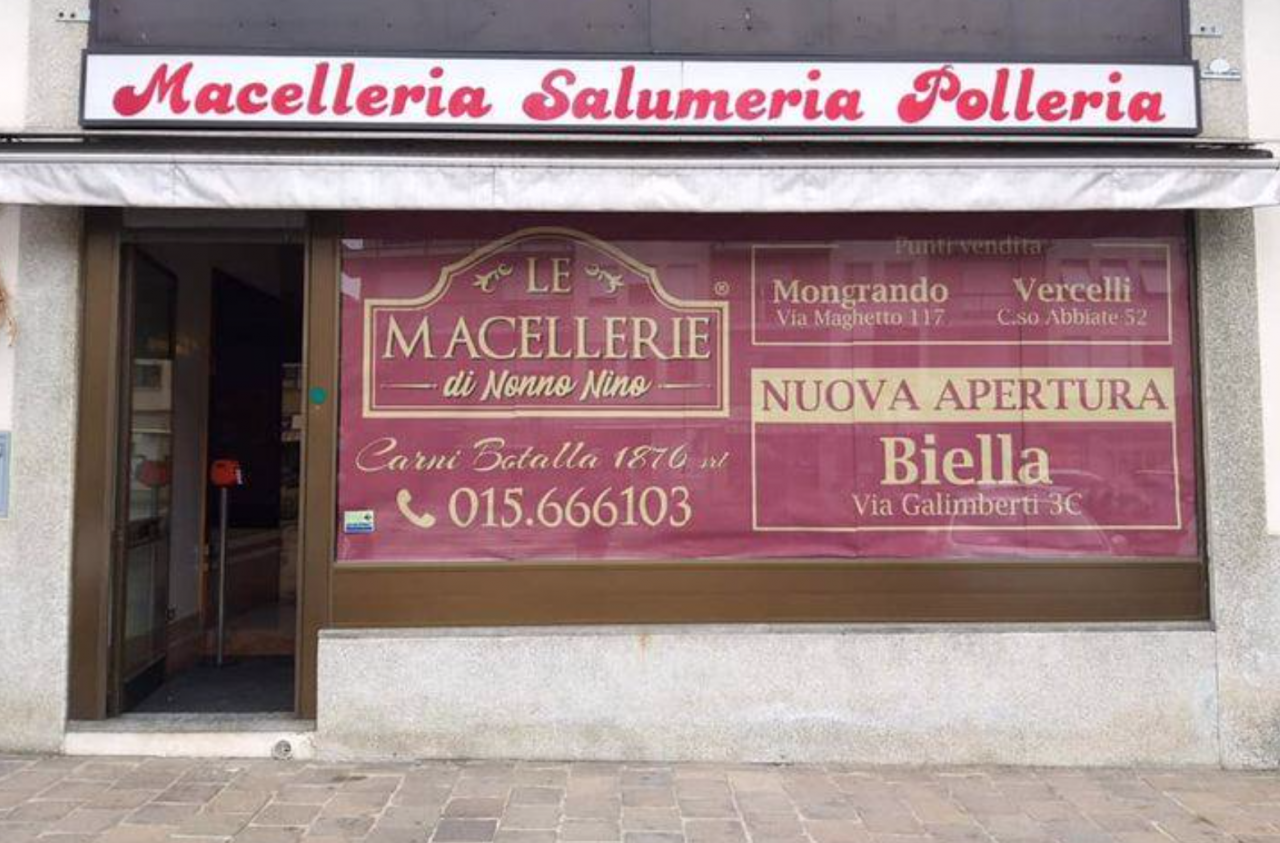 Macelleria Salumeria Polleria
LE
MACELLERIE
di Nonno Nino
®
Carni Botalla 1876 srl
015.666103
Punti vendita
Mongrando
Via Maghetto 117
Vercelli
C.so Abbiate 52
NUOVA APERTURA
Biella
Via Galimberti 3C